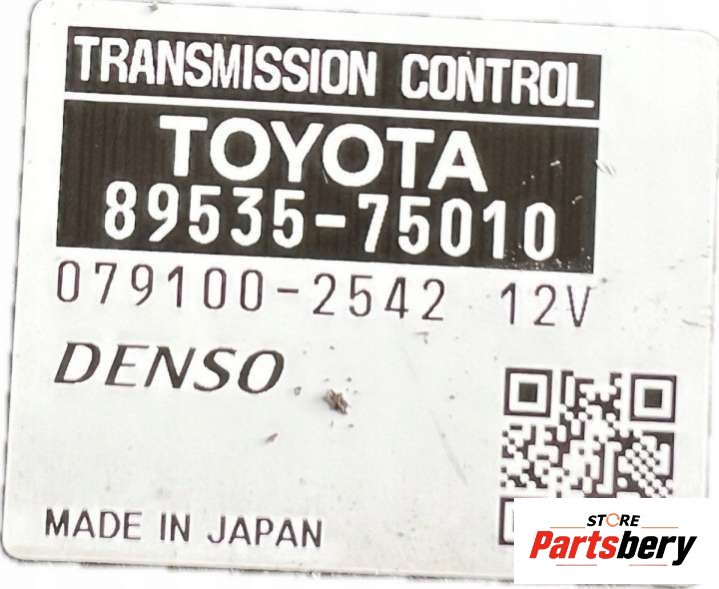 TRANSMISSION CONTROL
TOYOTA
89535-75010
079100-2542 12V
DENSO
MADE IN JAPAN
STORE
Partsbery